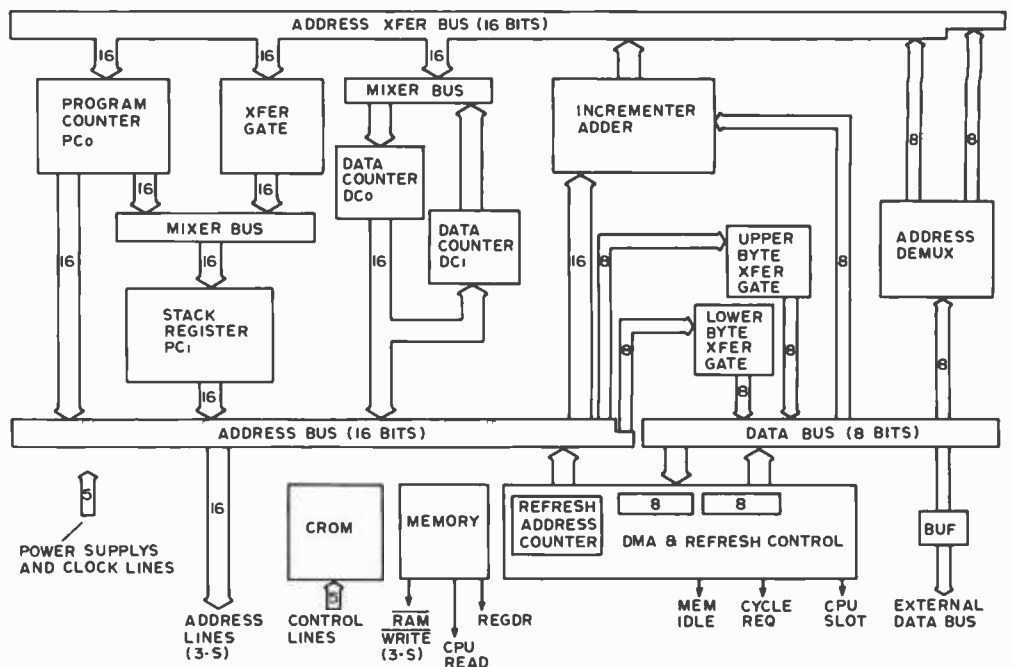 ADDRESS XFER BUS (16 BITS)
16
16
16
PROGRAM
COUNTER
PC0
XFER
GATE
MIXER BUS
INCREMENTER
ADDER
8
8
DATA
COUNTER
DC0
8
16
16
MIXER BUS
DATA
COUNTER
DC1
UPPER
BYTE
XFER
GATE
ADDRESS
DEMUX
16
16
16
16
8
8
STACK
REGISTER
PC1
LOWER
BYTE
XFER
GATE
8
8
8
16
8
ADDRESS BUS (16 BITS)
DATA BUS (8 BITS)
5
POWER SUPPLYS
AND CLOCK LINES
16
ADDRESS
LINES
(3-S)
CROM
5
CONTROL
LINES
MEMORY
RAM
WRITE
(3-S)
CPU
READ
REGDR
REFRESH
ADDRESS
COUNTER
8
8
DMA & REFRESH CONTROL
MEM
IDLE
CYCLE
REQ
CPU
SLOT
BUF
EXTERNAL
DATA BUS